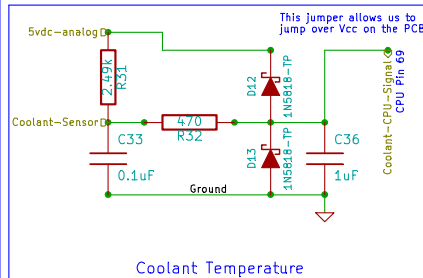 This jumper allows us to
jump over Vcc on the PCB
5vdc-analog
2.49k
R31
D12
1N5818-TP
Coolant-CPU-Signal
CPU Pin 69
Coolant-Sensor
470
R32
C33
0.1uF
D13
1N5818-TP
C36
1uF
Ground
Coolant Temperature